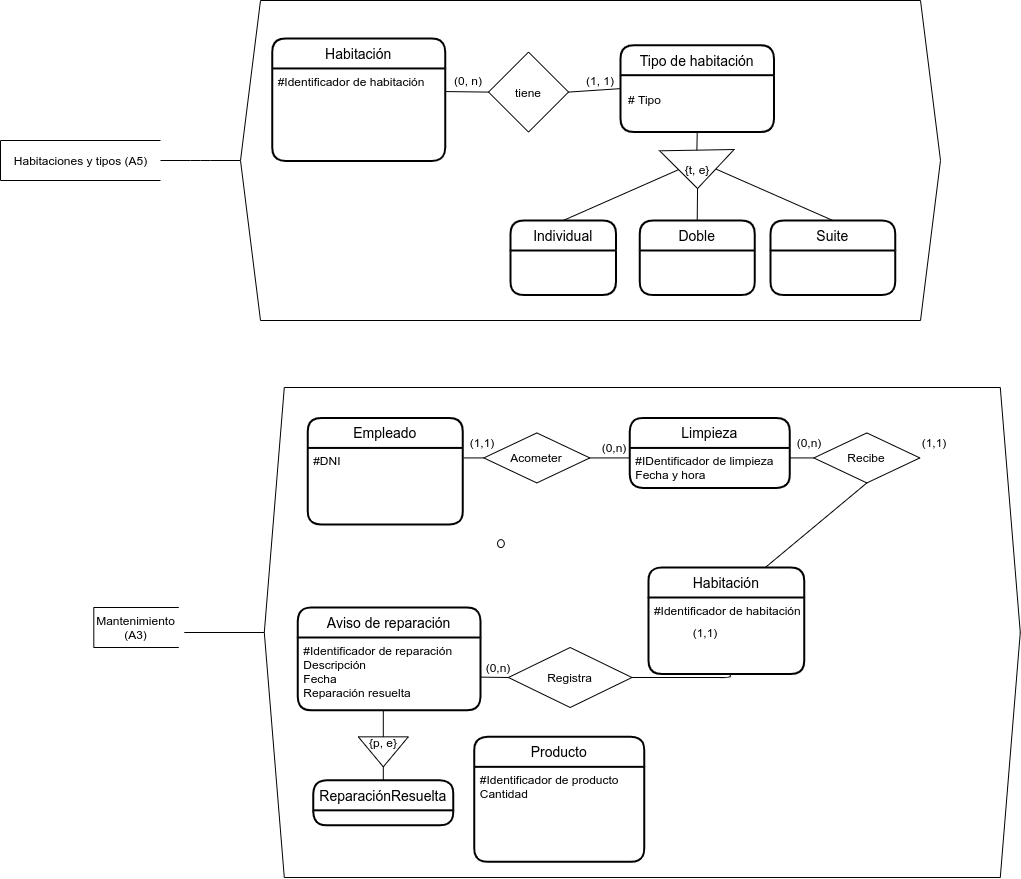 Habitación
#Identificador de habitación
(0, n)
tiene
(1, 1)
Tipo de habitación
# Tipo
Habitaciones y tipos (A5)
{t, e}
Individual
Doble
Suite
Empleado
#DNI
(1,1)
Acometer
(0,n)
Limpieza
#IDentificador de limpieza
Fecha y hora
(0,n)
Recibe
(1,1)
Habitación
#Identificador de habitación
(1,1)
Mantenimiento
(A3)
Aviso de reparación
#Identificador de reparación
Descripción
Fecha
Reparación resuelta
(0,n)
Registra
{p, e}
ReparaciónResuelta
Producto
#Identificador de producto
Cantidad